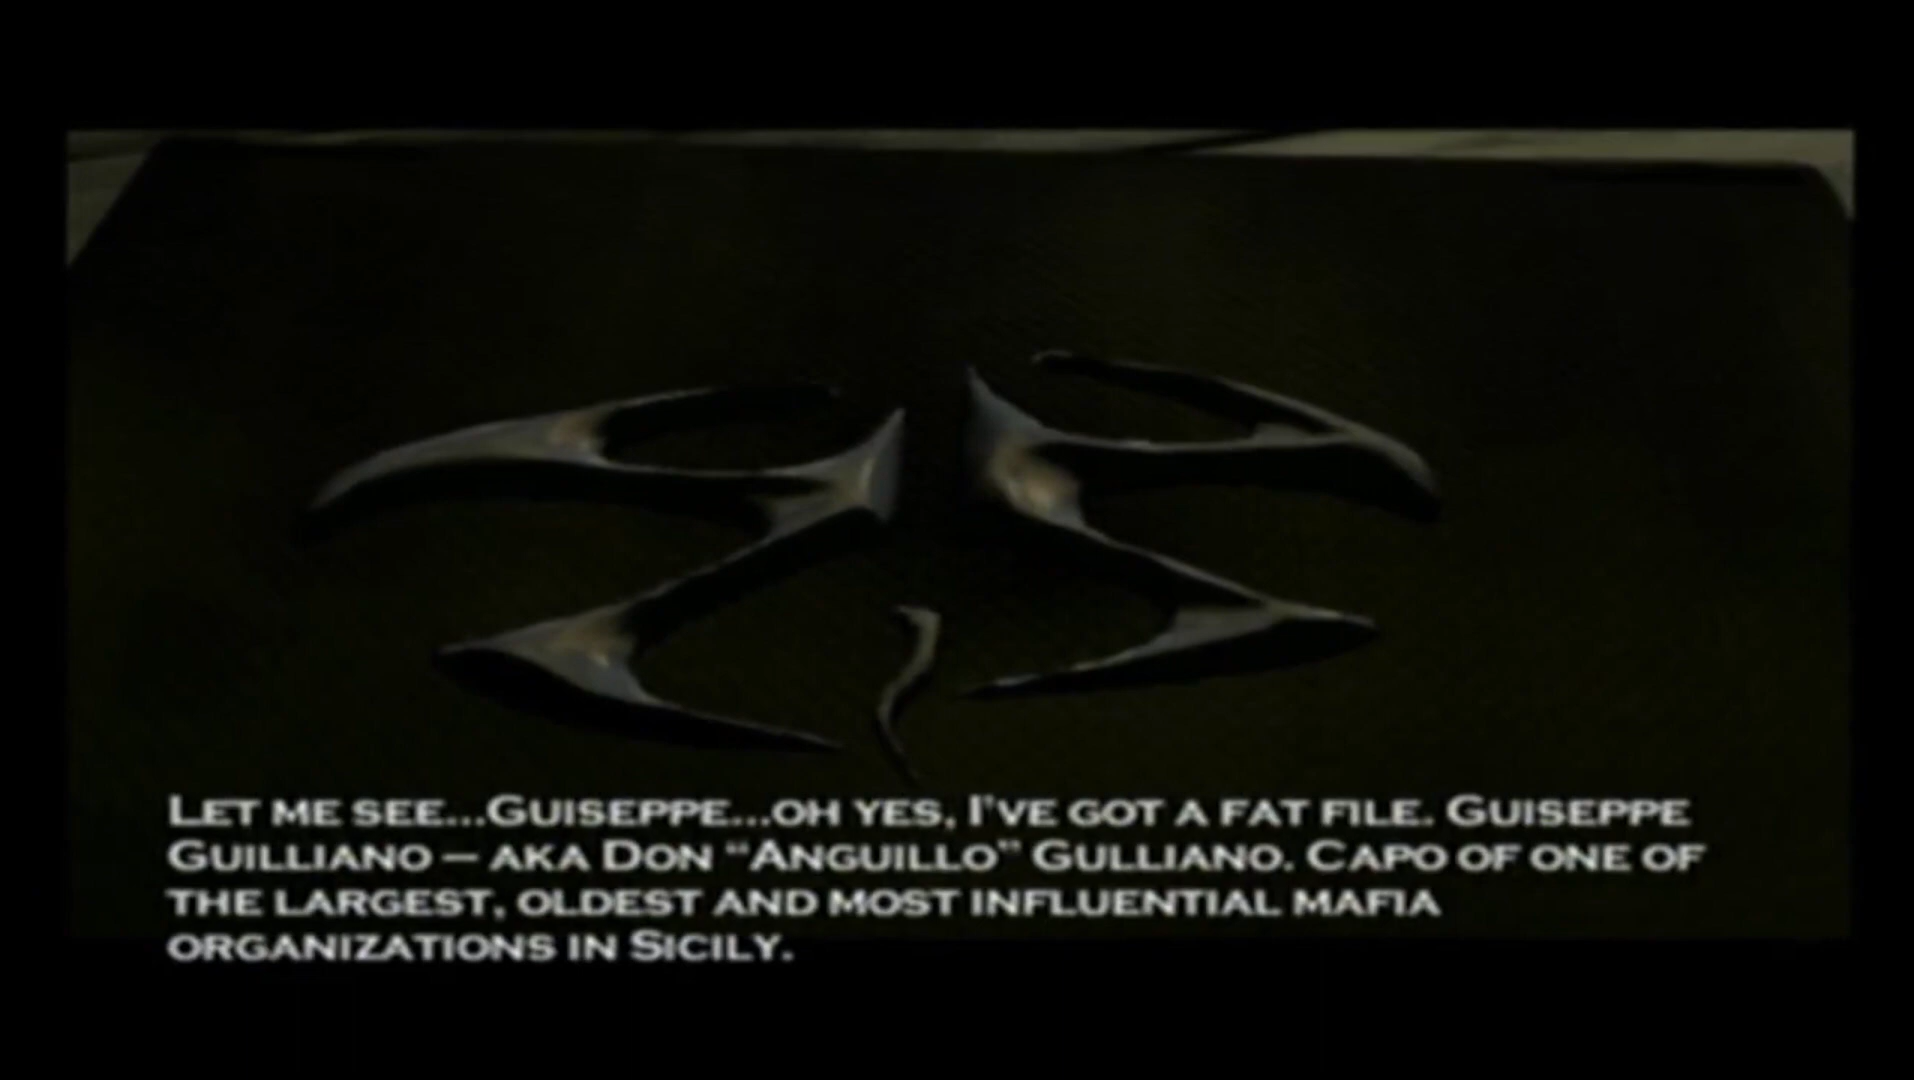 Let me see...Guiseppe...oh yes, I've got a fat file. Guiseppe
Guilliano – aka Don “Anguillo” Gulliano. Capo of one of
the largest, oldest and most influential mafia
organizations in Sicily.